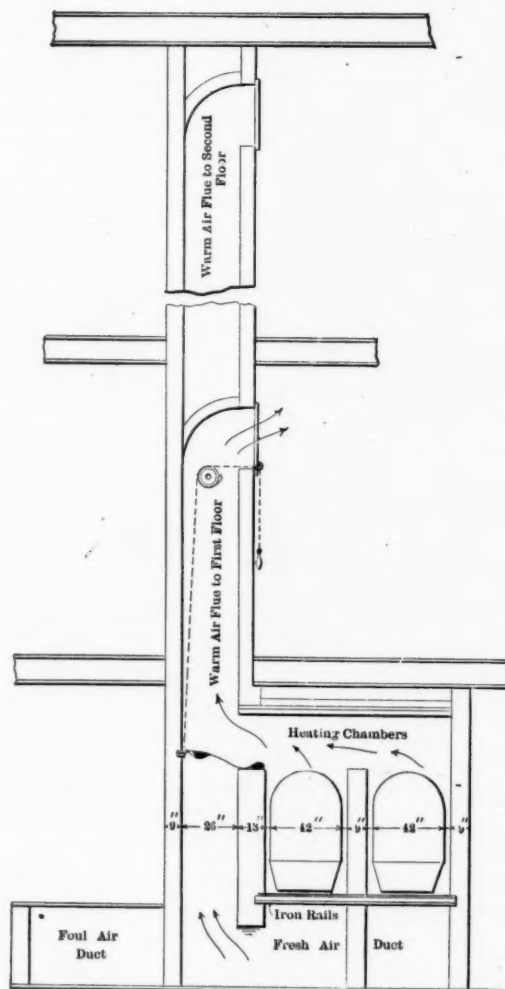 Warm Air Flue to Second
Floor
Warm Air Flue to First Floor
Heating Chambers
9" 26" 13" 42" 9" 42" 9"
Iron Rails
Foul Air
Duct
Fresh Air Duct